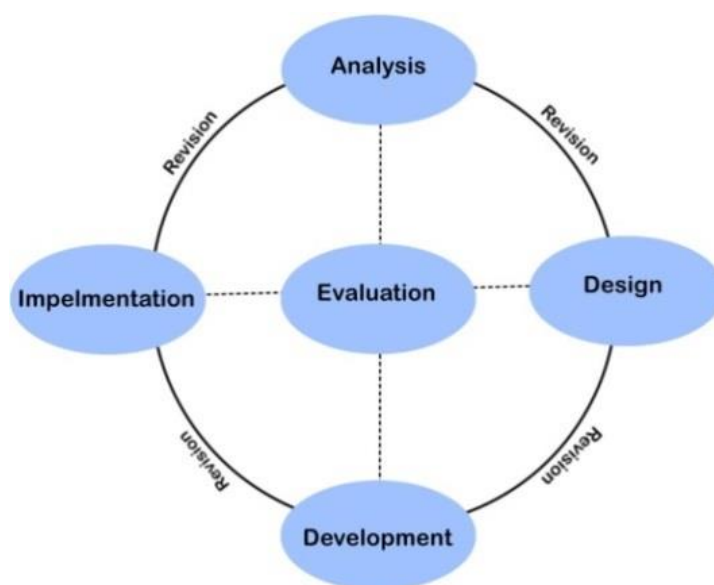 Analysis
Revision
Revision
Impelmentation
Evaluation
Design
Revision
Revision
Development